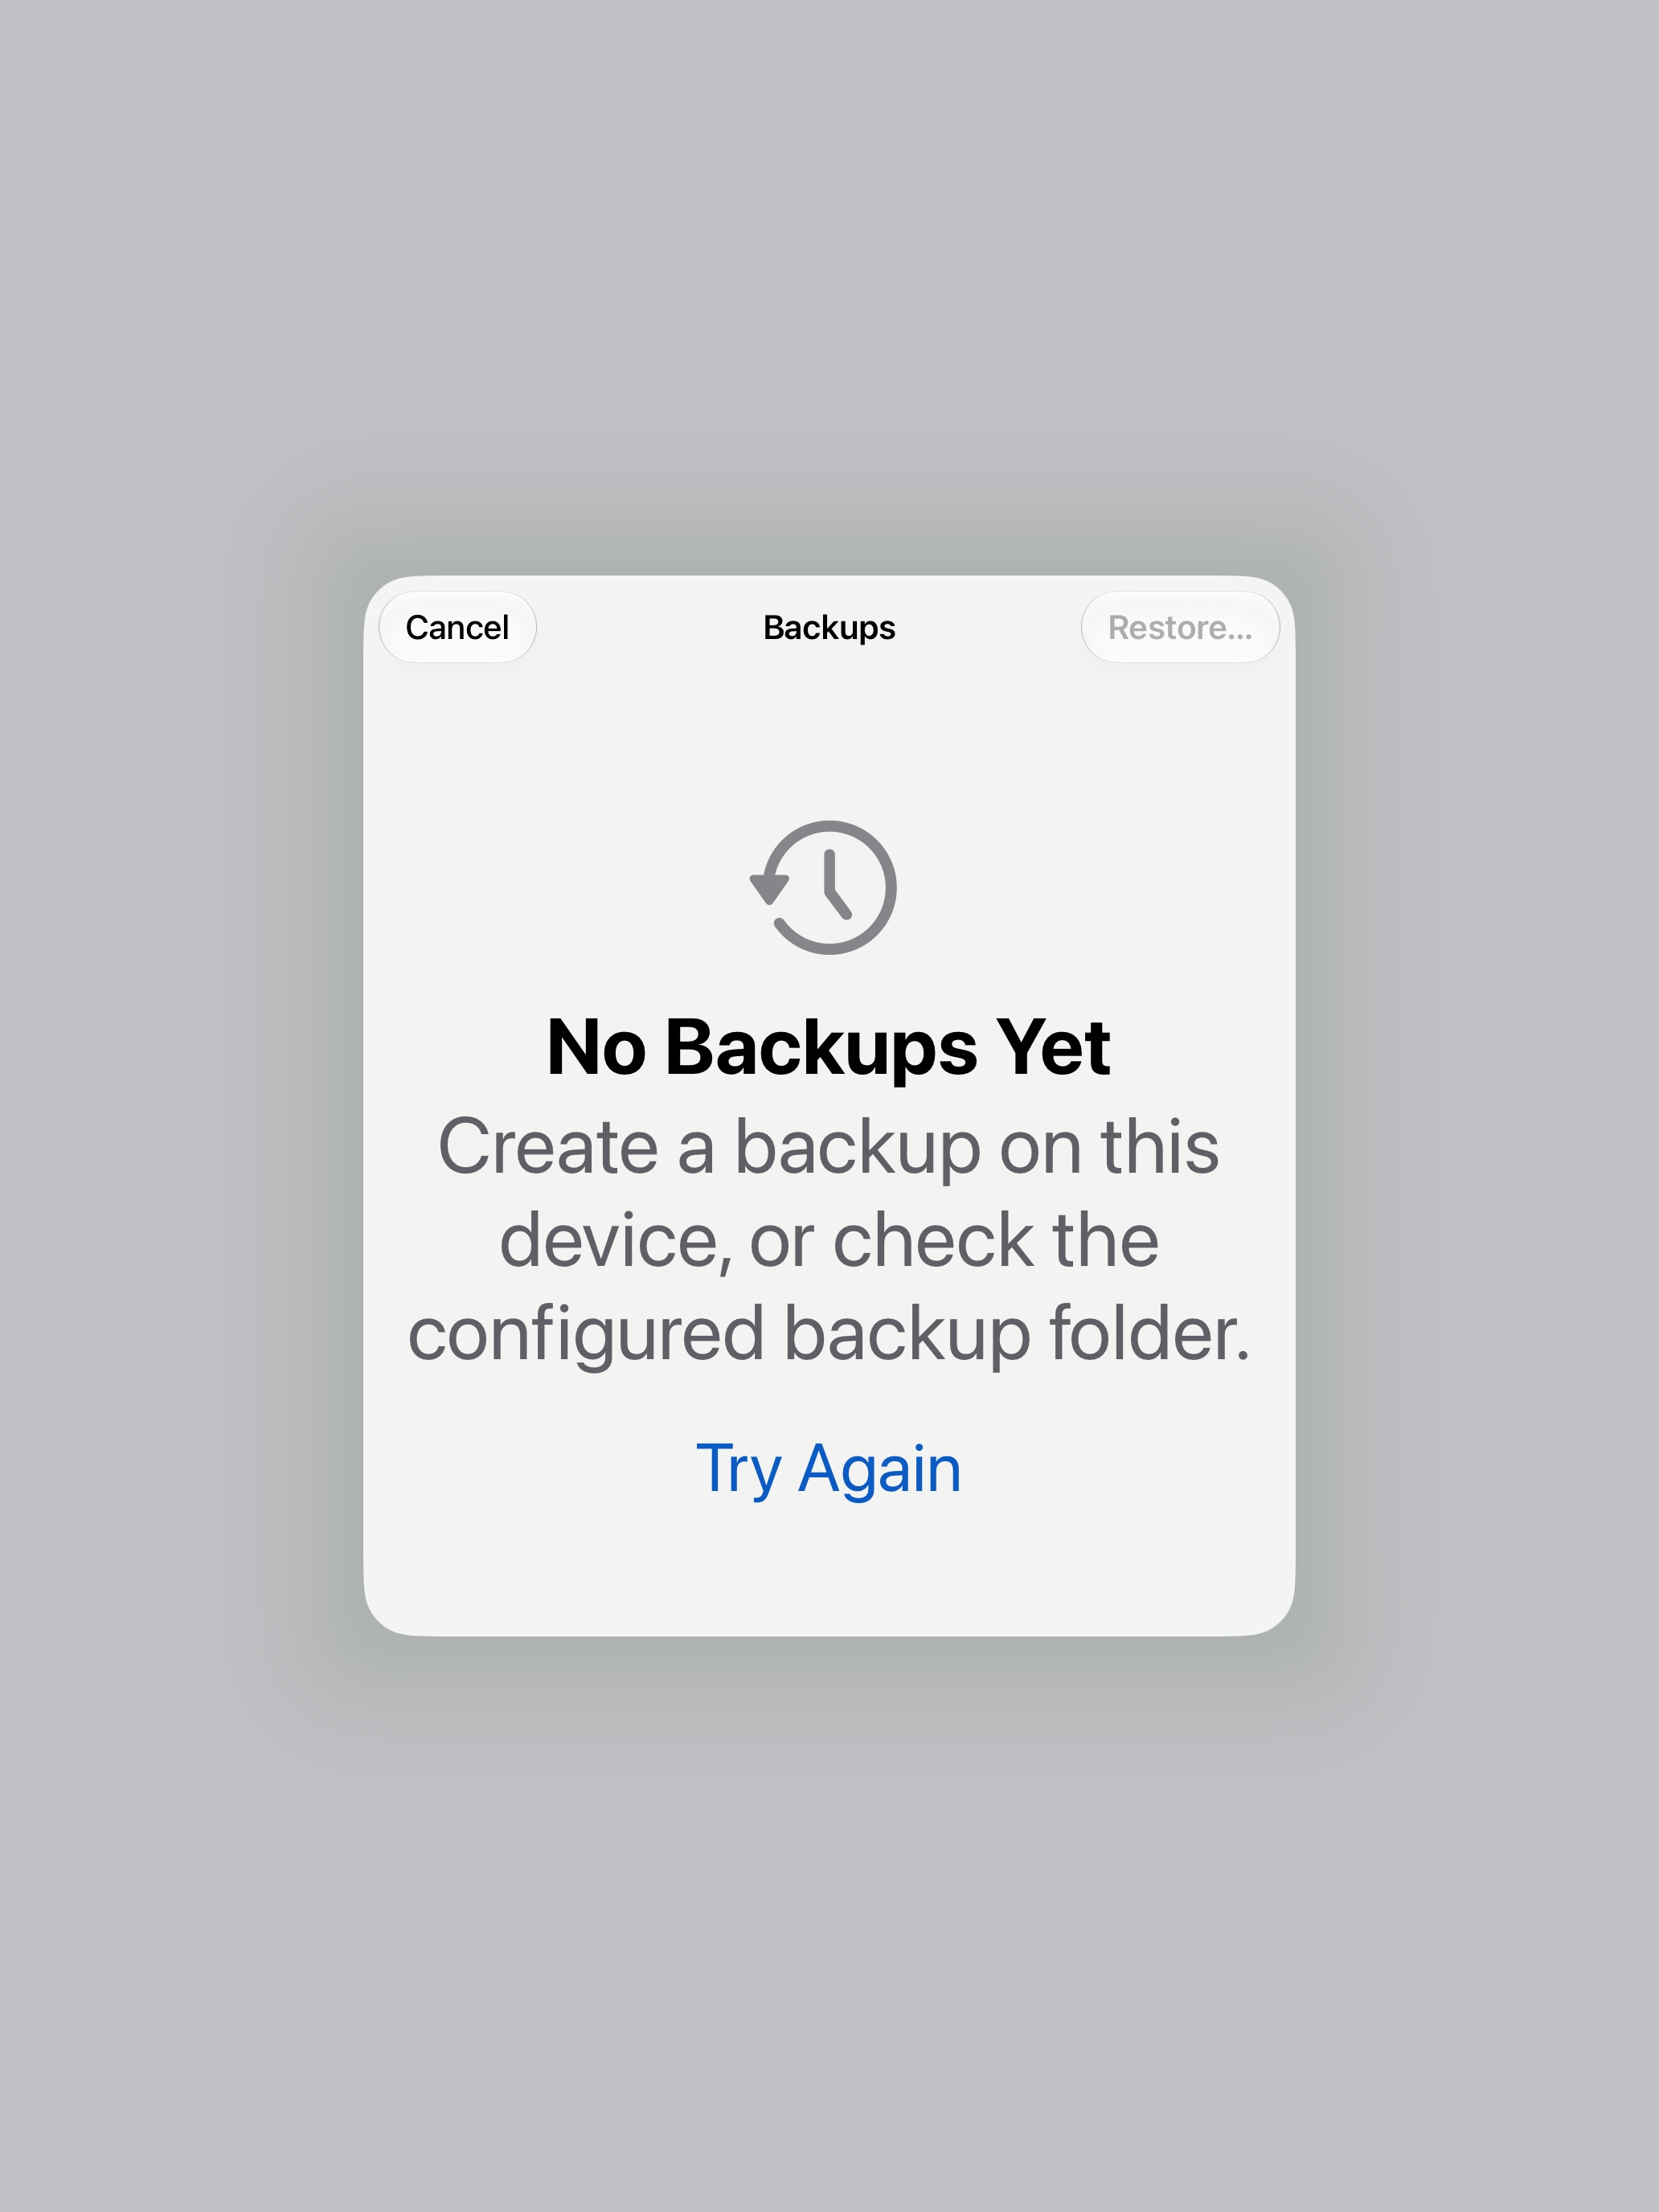 Cancel
Backups
Restore...
No Backups Yet
Create a backup on this
device, or check the
configured backup folder.
Try Again